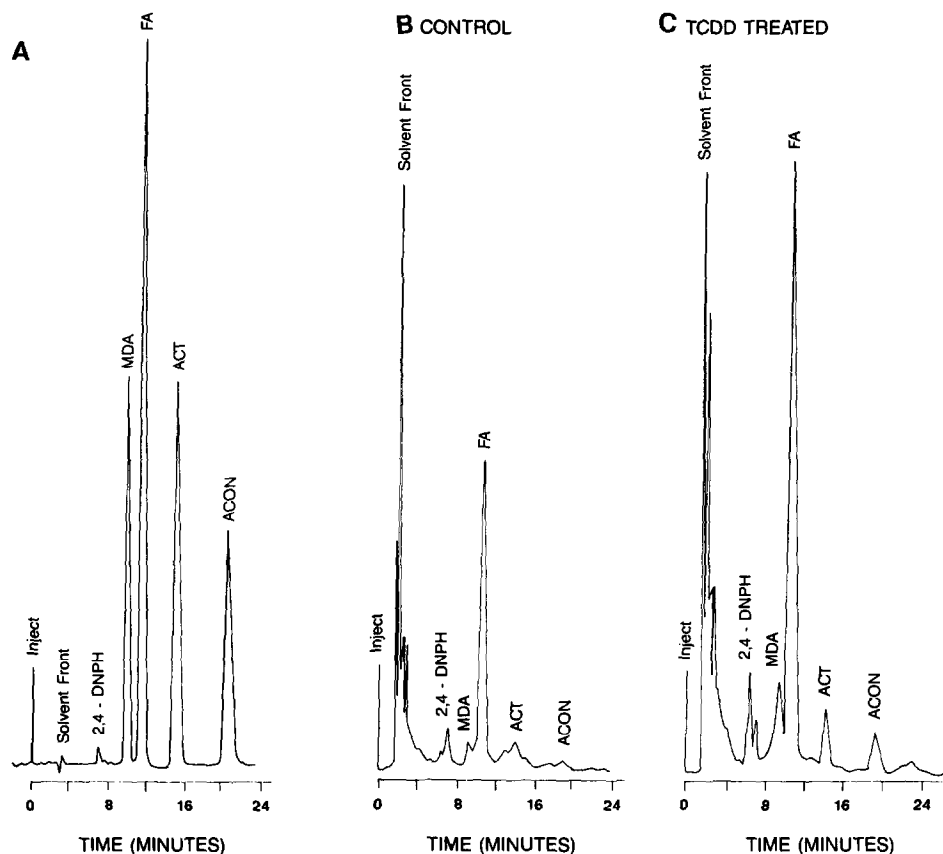 A
Inject
Solvent Front
2,4 - DNPH
MDA
FA
ACT
ACON
0 8 16 24
TIME (MINUTES)
B CONTROL
Inject
Solvent Front
2,4 - DNPH
MDA
FA
ACT
ACON
0 8 16 24
TIME (MINUTES)
C TCDD TREATED
Inject
Solvent Front
2,4 - DNPH
MDA
FA
ACT
ACON
0 8 16 24
TIME (MINUTES)